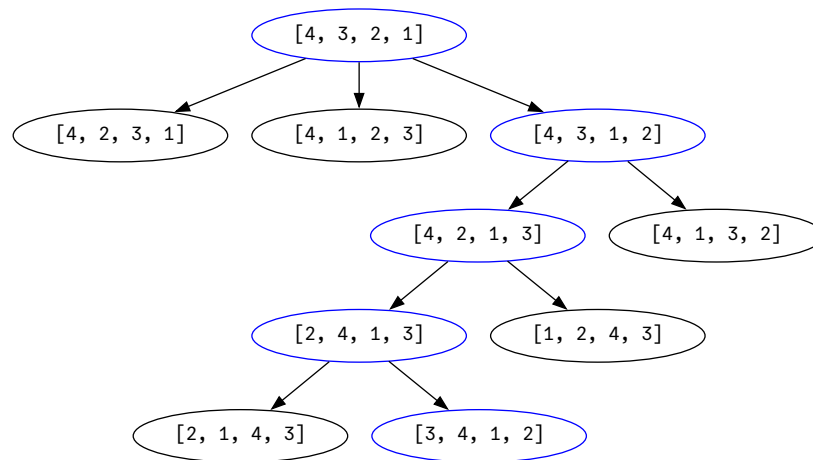 [4, 3, 2, 1]
[4, 2, 3, 1]
[4, 1, 2, 3]
[4, 3, 1, 2]
[4, 2, 1, 3]
[4, 1, 3, 2]
[2, 4, 1, 3]
[1, 2, 4, 3]
[2, 1, 4, 3]
[3, 4, 1, 2]